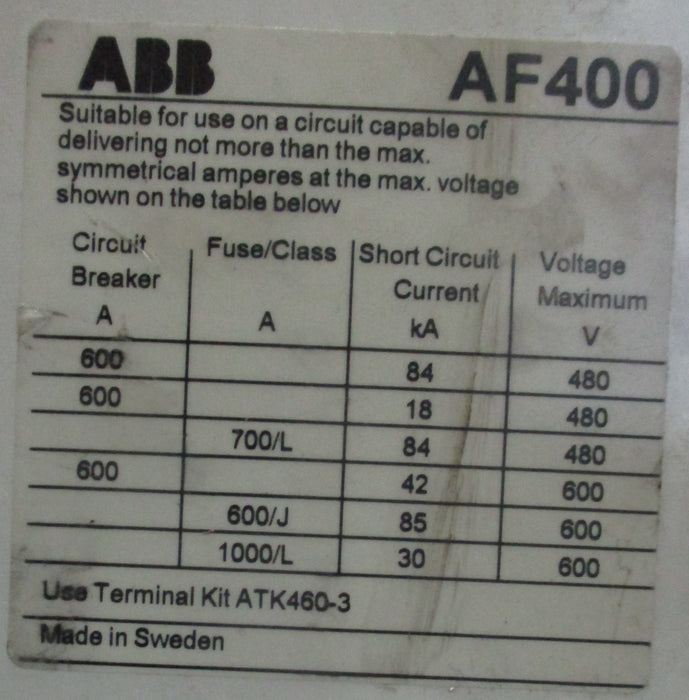 ABB AF400
Suitable for use on a circuit capable of
delivering not more than the max.
symmetrical amperes at the max. voltage
shown on the table below
Circuit Fuse/Class Short Circuit Voltage
Breaker Current Maximum
A A kA V
600 84 480
600 18 480
700/L 84 480
600 42 600
600/J 85 600
1000/L 30 600
Use Terminal Kit ATK460-3
Made in Sweden